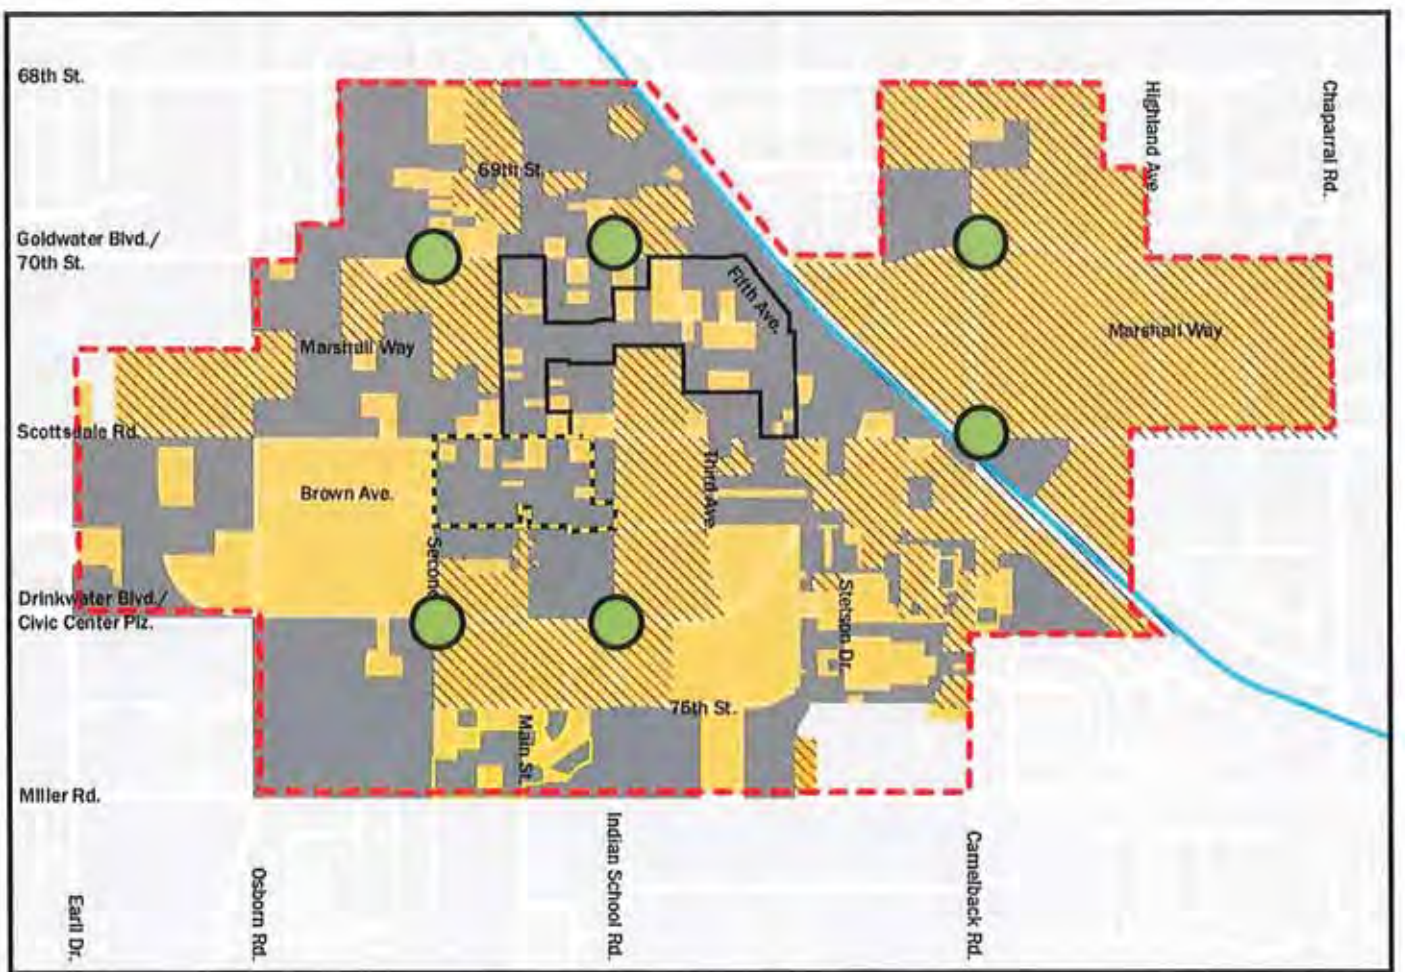 68th St.
Highland Ave
Chaparral Rd.
69th St.
Goldwater Blvd./
70th St.
Fifth Ave.
Marshall Way
Marshall Way
Scottsdale Rd.
Third Ave.
Brown Ave.
Second
Drinkwater Blvd./
Civic Center Plz.
Stetson Dr.
76th St.
Main St.
Miller Rd.
Indian School Rd.
Camelback Rd.
Osborn Rd.
Earll Dr.